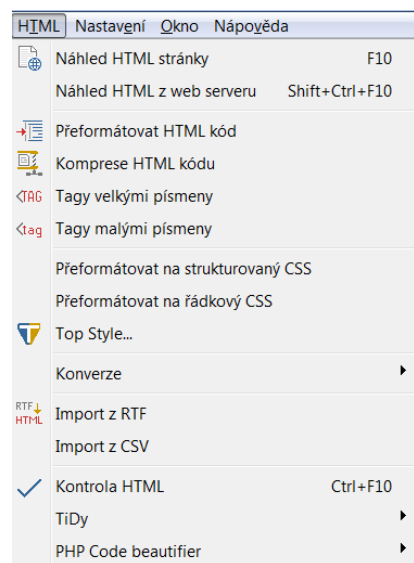 HTML Nastavení Okno Nápověda
Náhled HTML stránky F10
Náhled HTML z web serveru Shift+Ctrl+F10
Přeformátovat HTML kód
Komprese HTML kódu
<TAG Tagy velkými písmeny
<tag Tagy malými písmeny
Přeformátovat na strukturovaný CSS
Přeformátovat na řádkový CSS
T Top Style...
Konverze
RTF HTML Import z RTF
Import z CSV
Kontrola HTML Ctrl+F10
TiDy
PHP Code beautifier